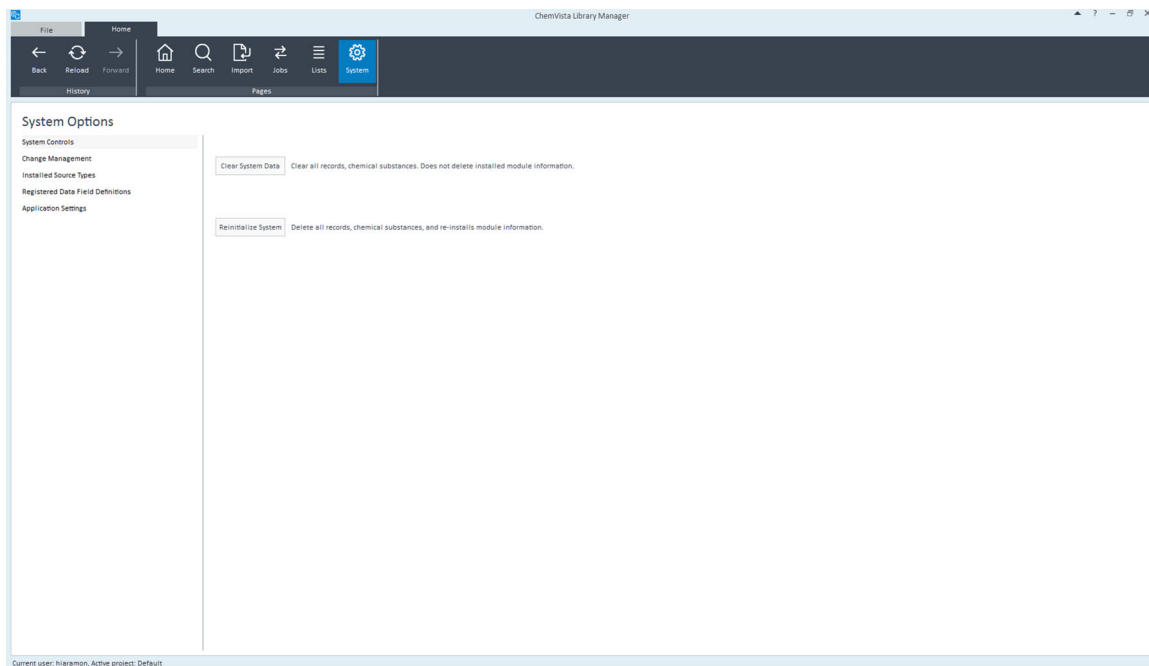 ChemVista Library Manager
?
File
Home
Back
Reload
Forward
Home
Search
Import
Jobs
Lists
System
History
Pages
System Options
System Controls
Change Management
Installed Source Types
Registered Data Field Definitions
Application Settings
Clear System Data Clear all records, chemical substances. Does not delete installed module information.
Reinitialize System Delete all records, chemical substances, and re-installs module information.
Current user: hiaramon, Active project: Default